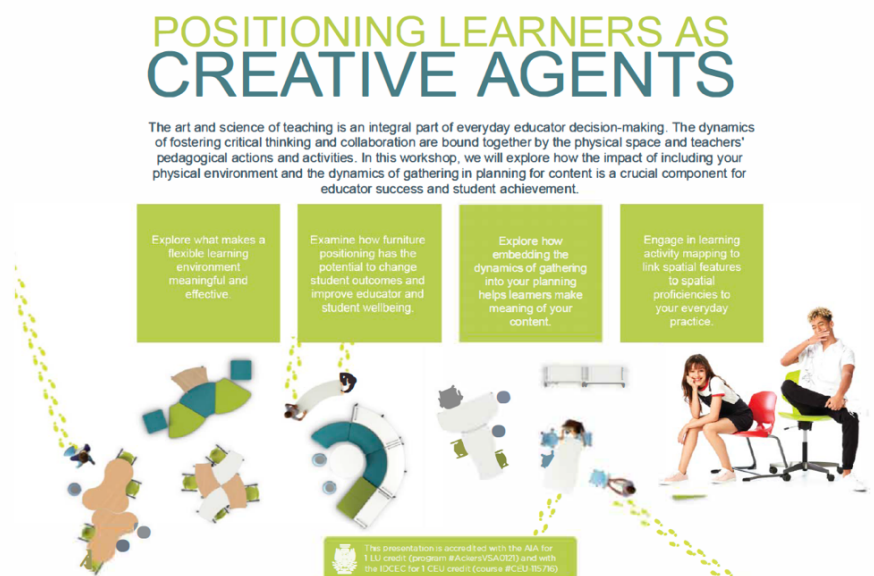 POSITIONING LEARNERS AS
CREATIVE AGENTS
The art and science of teaching is an integral part of everyday educator decision-making. The dynamics
of fostering critical thinking and collaboration are bound together by the physical space and teachers'
pedagogical actions and activities. In this workshop, we will explore how the impact of including your
physical environment and the dynamics of gathering in planning for content is a crucial component for
educator success and student achievement.
Explore what makes a
flexible learning
environment
meaningful and
effective.
Examine how furniture
positioning has the
potential to change
student outcomes and
improve educator and
student wellbeing.
Explore how
embedding the
dynamics of gathering
into your planning
helps learners make
meaning of your
content.
Engage in learning
activity mapping to
link spatial features
to spatial
proficiencies to
your everyday
practice.
This presentation is accredited with the AIA for
1 LU credit (program #AckersVSA0121) and with
the IDCEC for 1 CEU credit (course #CEU-115716)